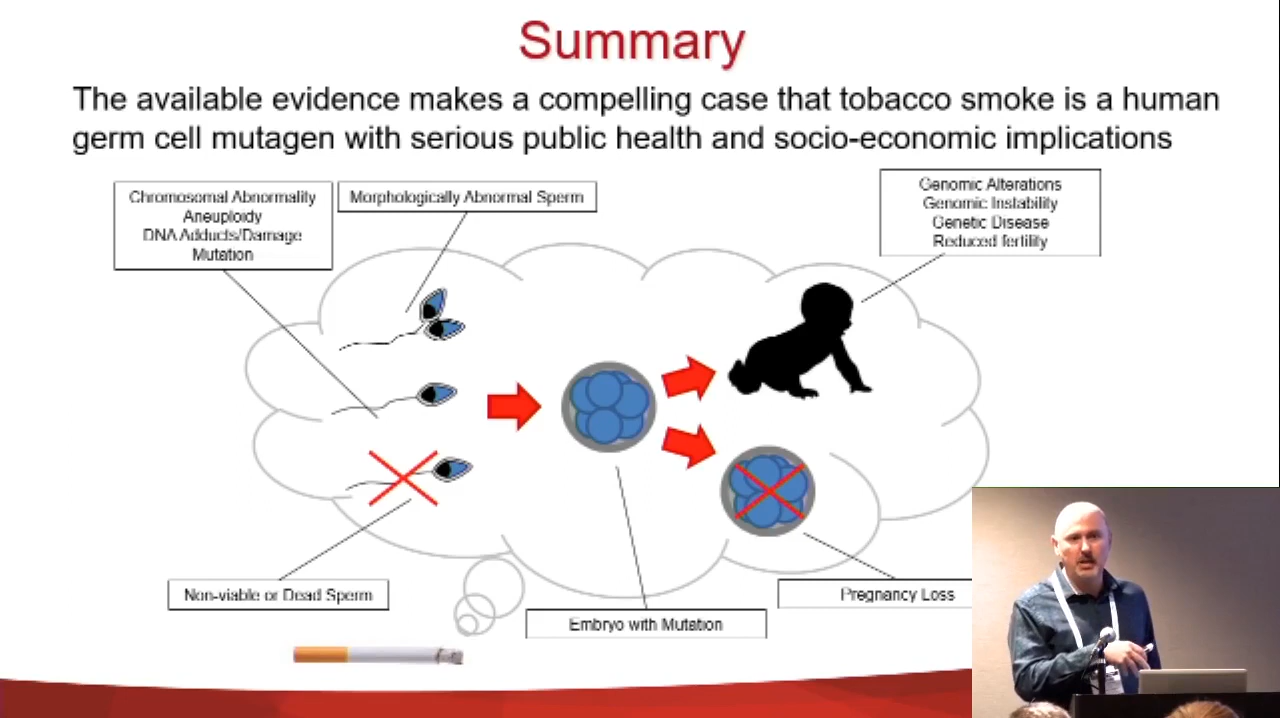 Summary
The available evidence makes a compelling case that tobacco smoke is a human
germ cell mutagen with serious public health and socio-economic implications
Chromosomal Abnormality
Aneuploidy
DNA Adducts/Damage
Mutation
Morphologically Abnormal Sperm
Genomic Alterations
Genomic Instability
Genetic Disease
Reduced fertility
Non-viable or Dead Sperm
Embryo with Mutation
Pregnancy Loss